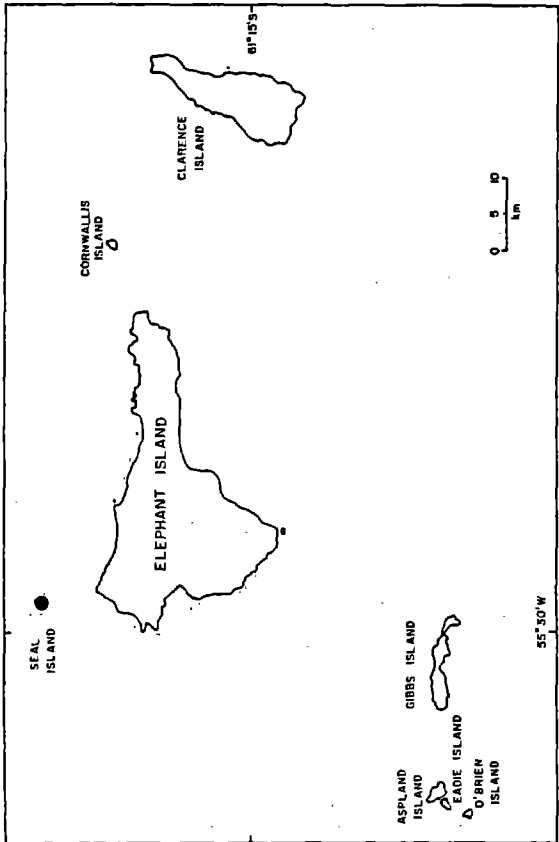 SEAL
ISLAND
CORNWALLIS
ISLAND
CLARENCE
ISLAND
61°15'S
ELEPHANT ISLAND
0 5 10
km
ASPLAND
ISLAND
EADIE ISLAND
O'BRIEN
ISLAND
GIBBS ISLAND
55°30'W